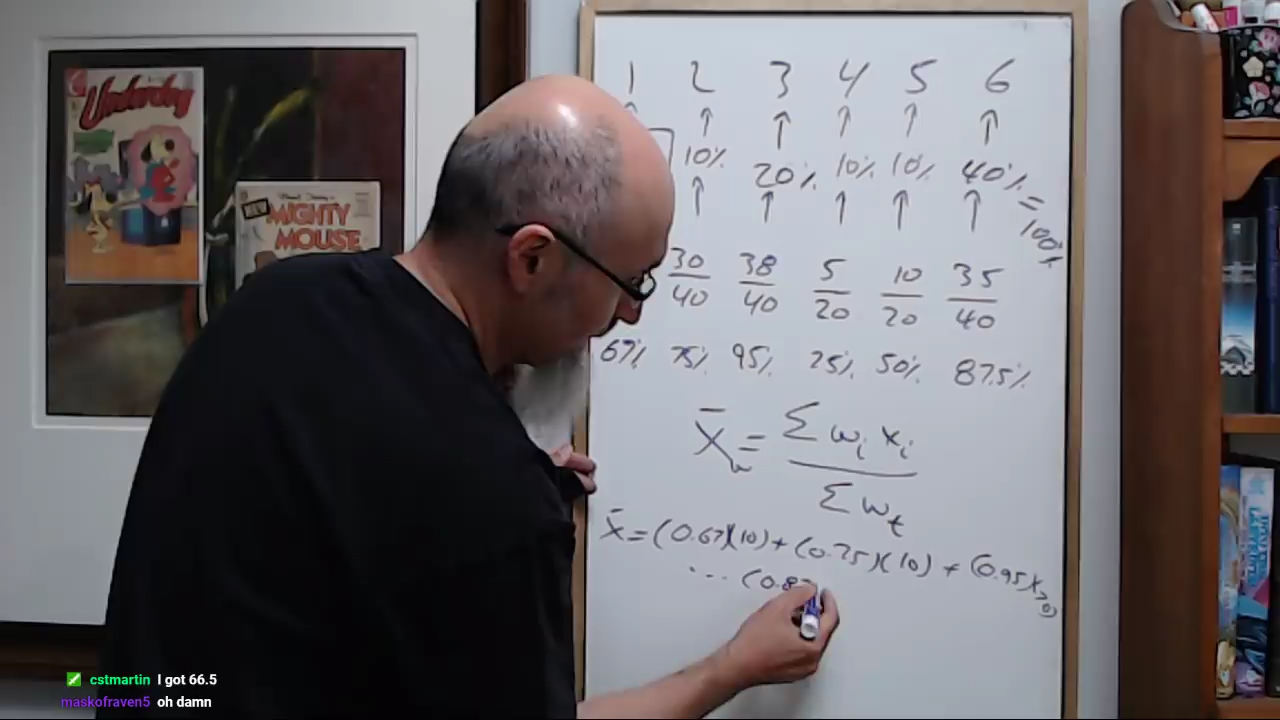 Underdog
NEW
MIGHTY
MOUSE
1 2 3 4 5 6
↑ ↑ ↑ ↑ ↑ ↑
10% 20% 10% 10% 40% = 100%
↑ ↑ ↑ ↑ ↑
30/40 38/40 5/20 10/20 35/40
67% 75% 95% 25% 50% 87.5%
X̄w = Σ wi xi / Σ wt
x̄ = (0.67)(10) + (0.75)(10) + (0.95)(20)
... (0.87
cstmartin I got 66.5
maskofraven5 oh damn